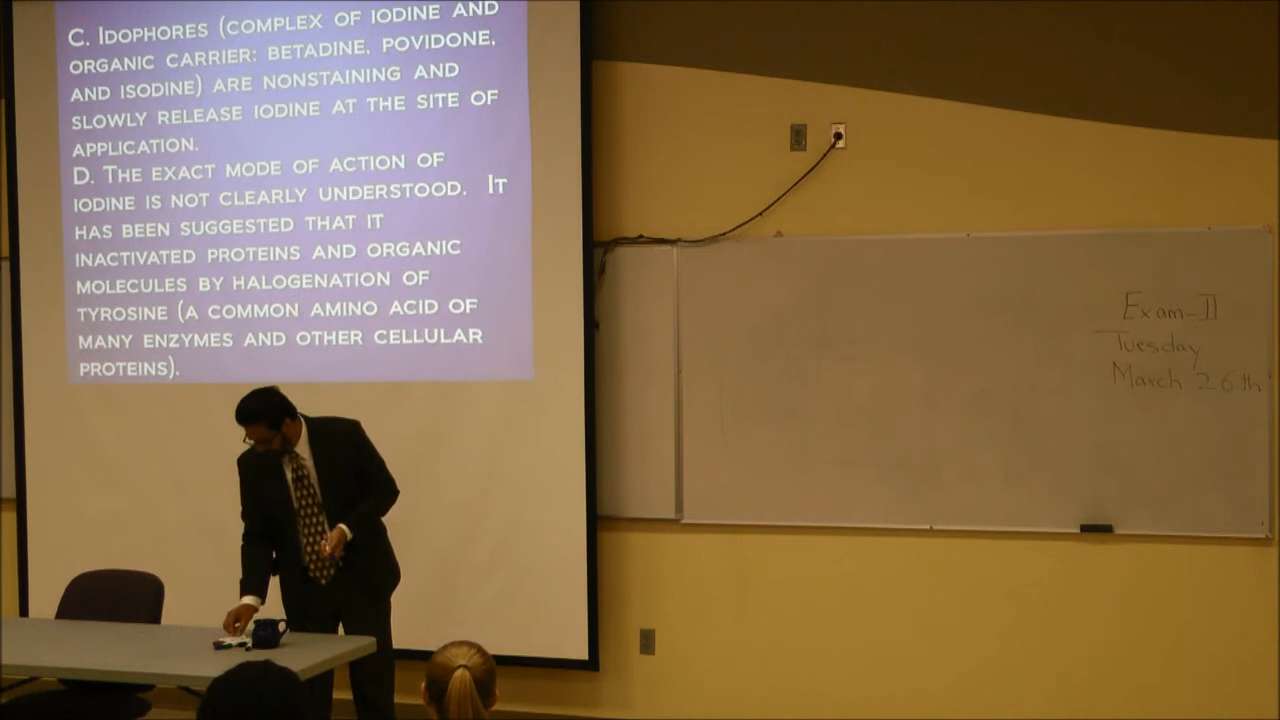 C. IDOPHORES (COMPLEX OF IODINE AND
ORGANIC CARRIER: BETADINE, POVIDONE,
AND ISODINE) ARE NONSTAINING AND
SLOWLY RELEASE IODINE AT THE SITE OF
APPLICATION.
D. THE EXACT MODE OF ACTION OF
IODINE IS NOT CLEARLY UNDERSTOOD. IT
HAS BEEN SUGGESTED THAT IT
INACTIVATED PROTEINS AND ORGANIC
MOLECULES BY HALOGENATION OF
TYROSINE (A COMMON AMINO ACID OF
MANY ENZYMES AND OTHER CELLULAR
PROTEINS).
Exam-II
Tuesday
March 26th